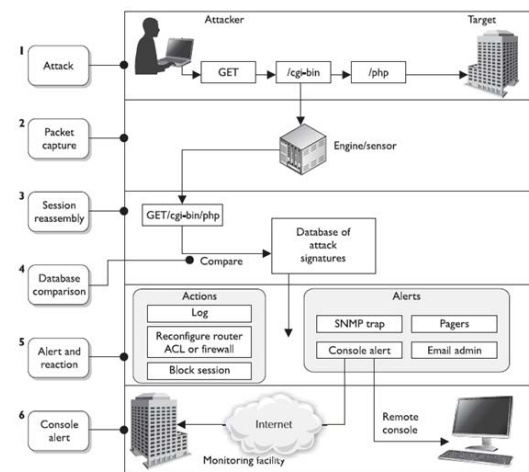 Attacker
Target
1
Attack
GET
/cgi-bin
/php
2
Packet
capture
Engine/sensor
3
Session
reassembly
GET/cgi-bin/php
Database of
attack
signatures
Compare
4
Database
comparison
Actions
Log
Reconfigure router
ACL or firewall
Block session
Alerts
SNMP trap
Pagers
Console alert
Email admin
5
Alert and
reaction
6
Console
alert
Internet
Remote
console
Monitoring facility